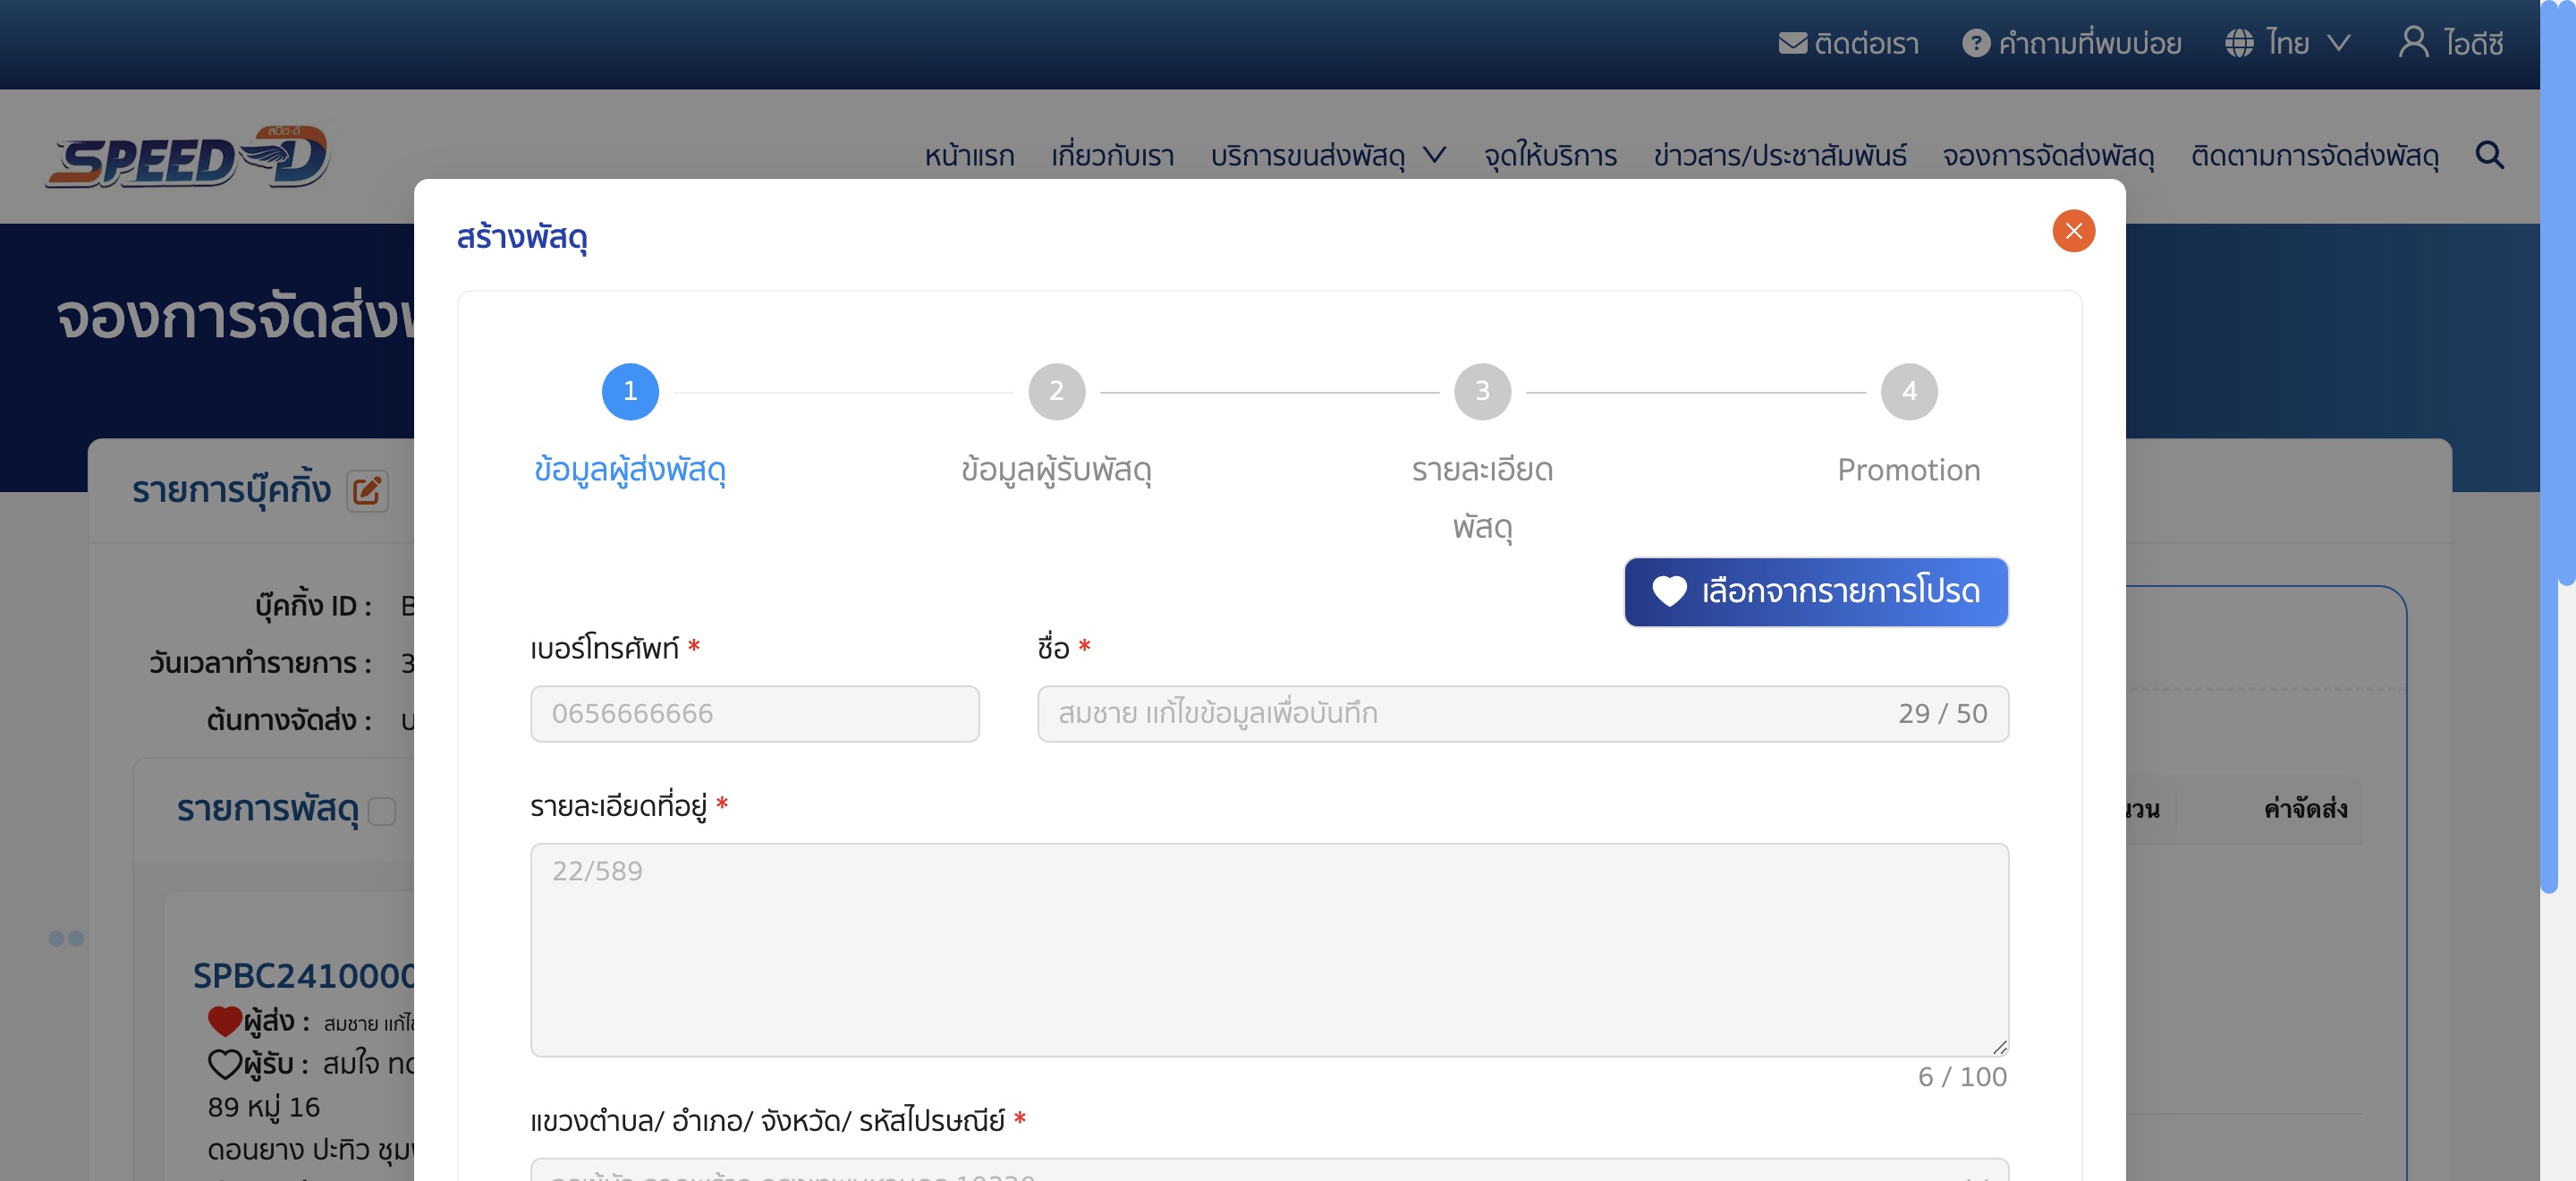 ติดต่อเรา คำถามที่พบบ่อย ไทย ไอดีซี
สปีด-ดี
SPEED D
หน้าแรก เกี่ยวกับเรา บริการขนส่งพัสดุ จุดให้บริการ ข่าวสาร/ประชาสัมพันธ์ จองการจัดส่งพัสดุ ติดตามการจัดส่งพัสดุ
สร้างพัสดุ
จองการจัดส่ง
1 2 3 4
ข้อมูลผู้ส่งพัสดุ ข้อมูลผู้รับพัสดุ รายละเอียด Promotion
พัสดุ
รายการบุ๊คกิ้ง
เลือกจากรายการโปรด
บุ๊คกิ้ง ID :
วันเวลาทำรายการ : 3
ต้นทางจัดส่ง :
เบอร์โทรศัพท์ * ชื่อ *
0656666666 สมชาย แก้ไขข้อมูลเพื่อบันทึก 29 / 50
รายการพัสดุ
รายละเอียดที่อยู่ *
22/589
ค่าจัดส่ง
SPBC2410000
ผู้ส่ง : สมชาย
ผู้รับ : สมใจ
89 หมู่ 16
ดอนยาง ปะทิว
6 / 100
แขวงตำบล/ อำเภอ/ จังหวัด/ รหัสไปรษณีย์ *